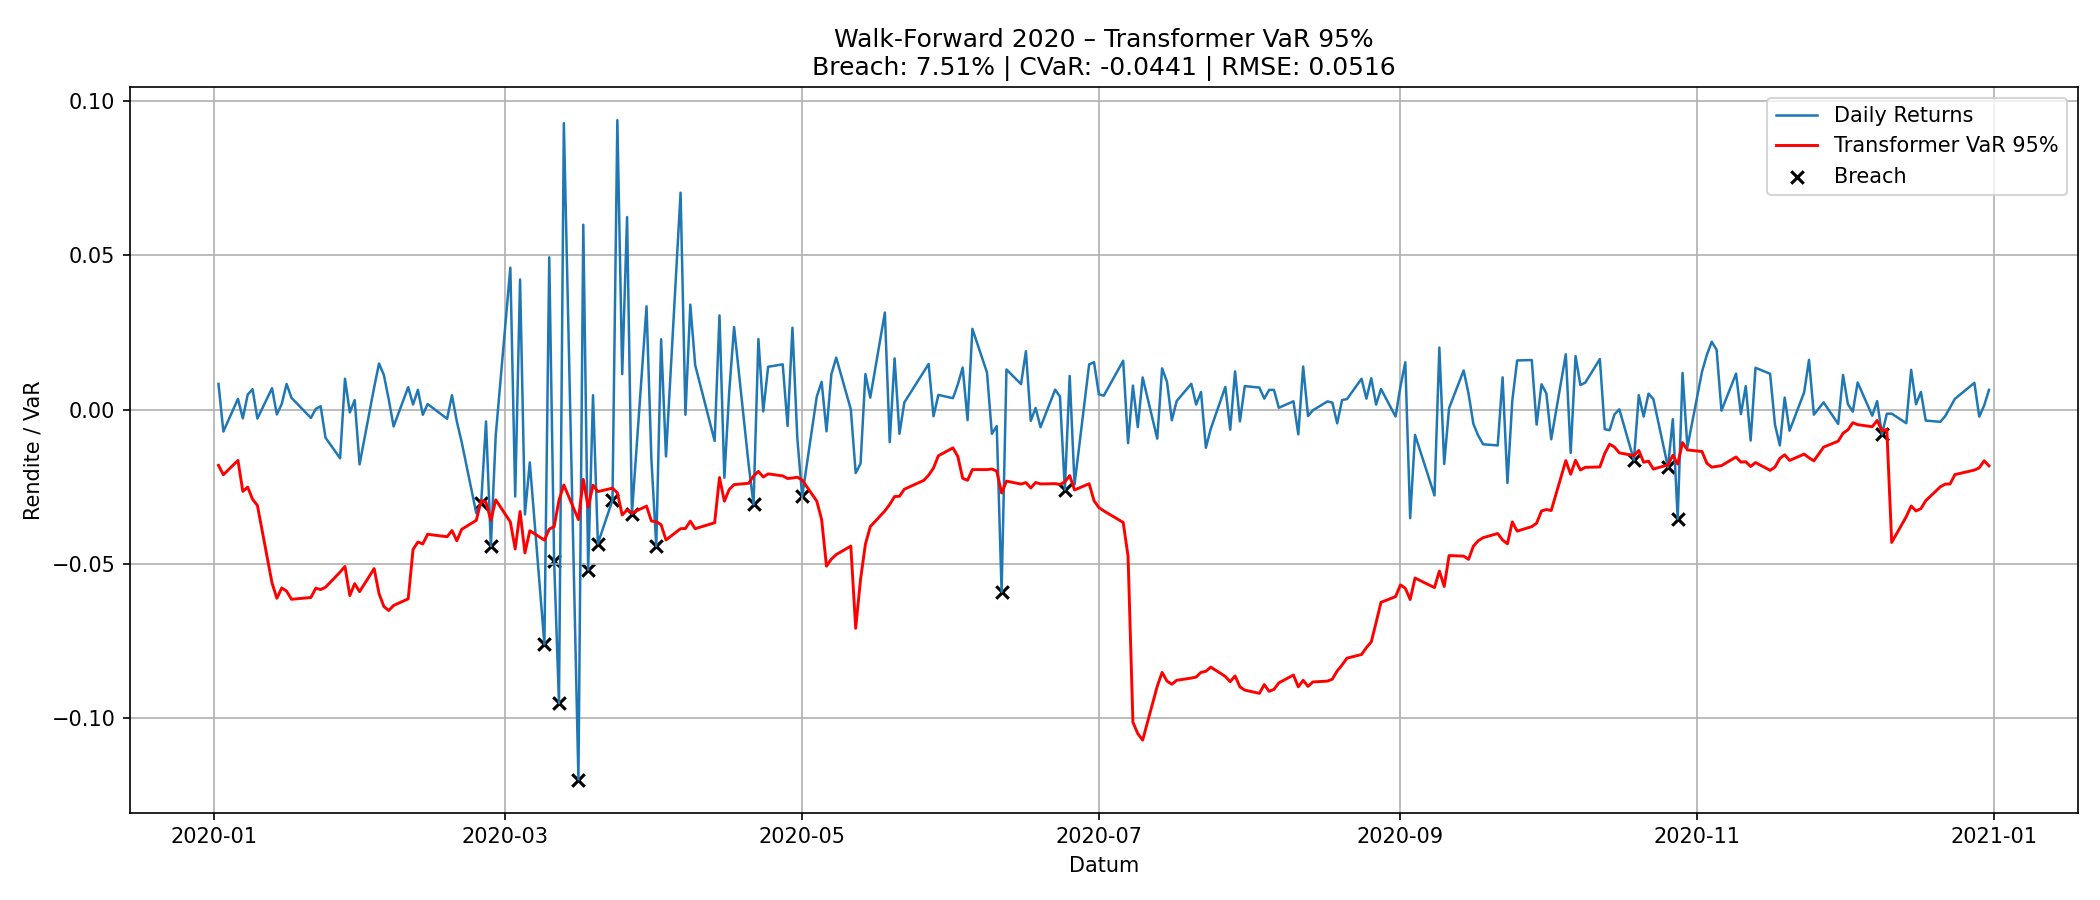 Walk-Forward 2020 – Transformer VaR 95%
Breach: 7.51% | CVaR: -0.0441 | RMSE: 0.0516
Daily Returns
Transformer VaR 95%
Breach
Rendite / VaR
0.10
0.05
0.00
−0.05
−0.10
2020-01
2020-03
2020-05
2020-07
2020-09
2020-11
2021-01
Datum